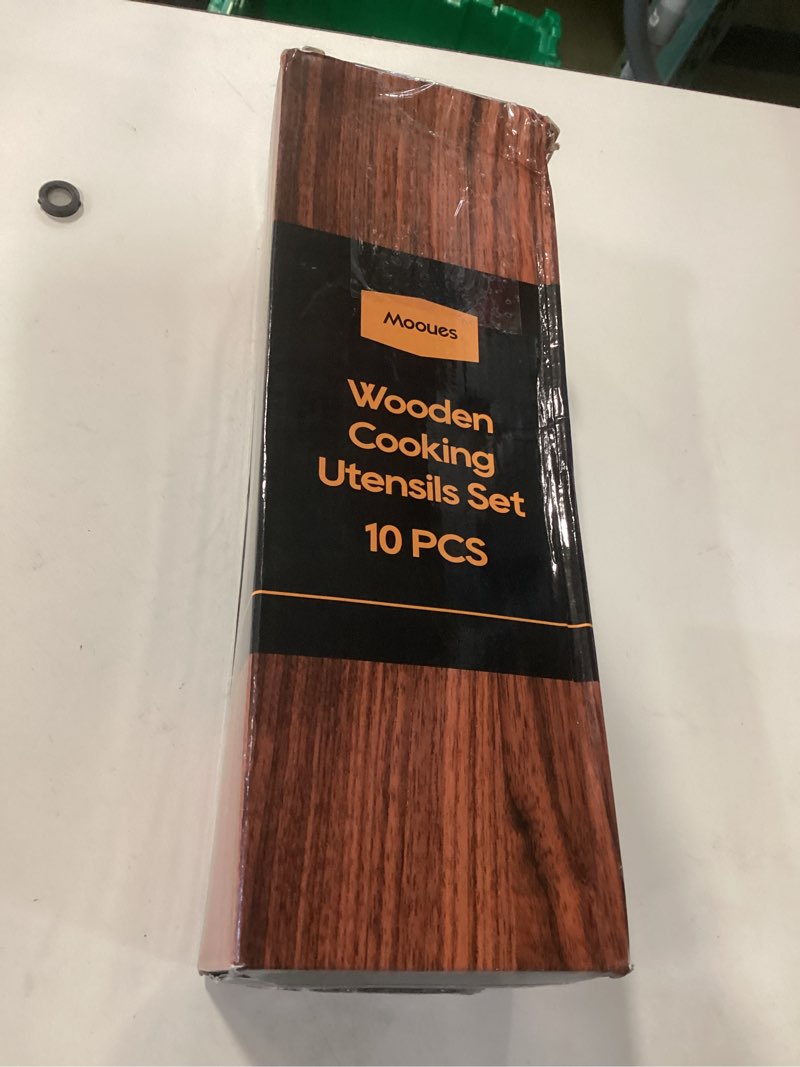 Mooues
Wooden
Cooking
Utensils Set
10 PCS